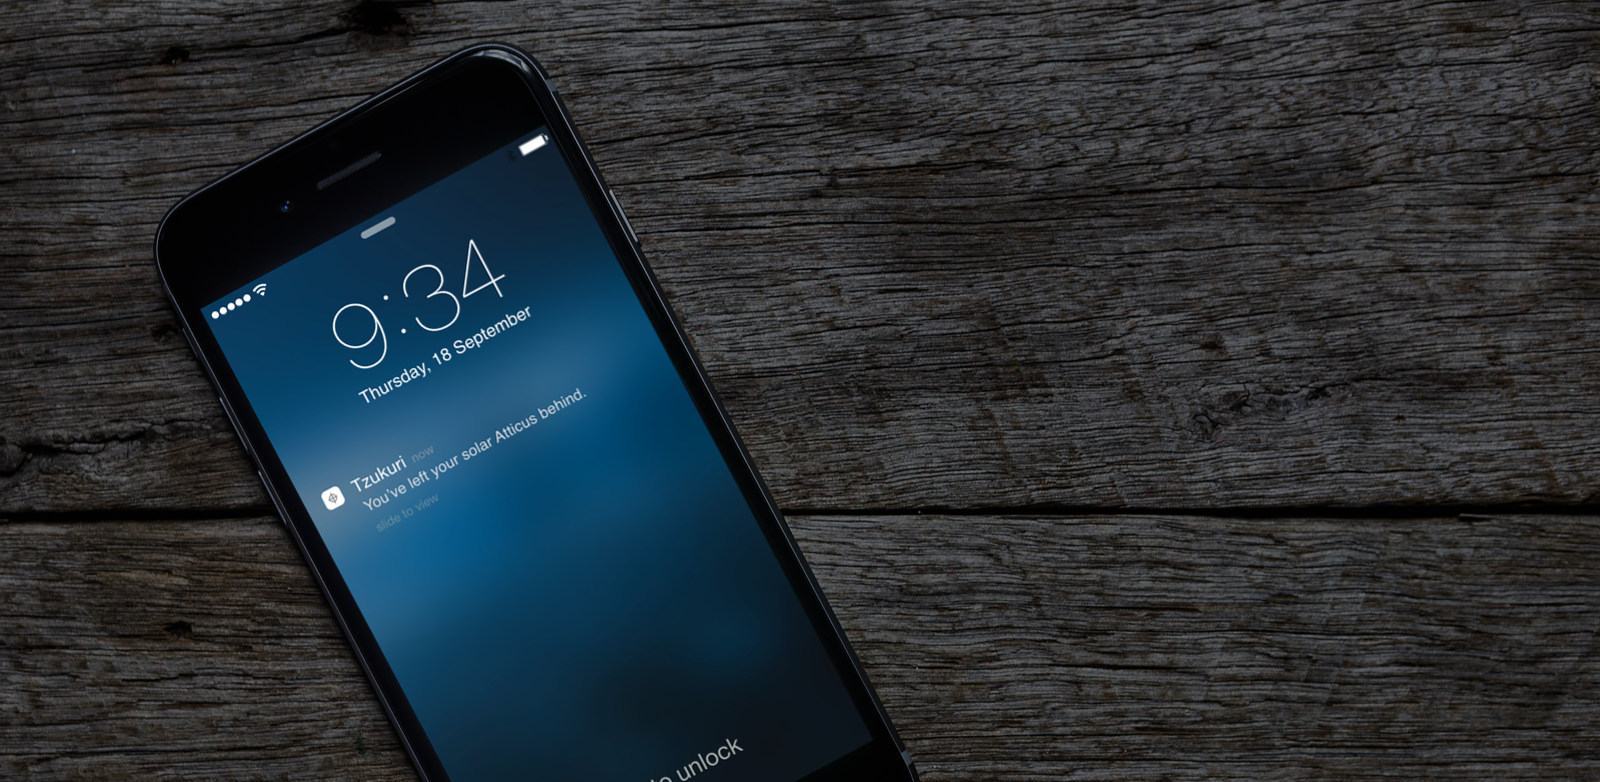 9:34
Thursday, 18 September
Tzukuri now
You've left your solar Atticus behind.
slide to view
to unlock